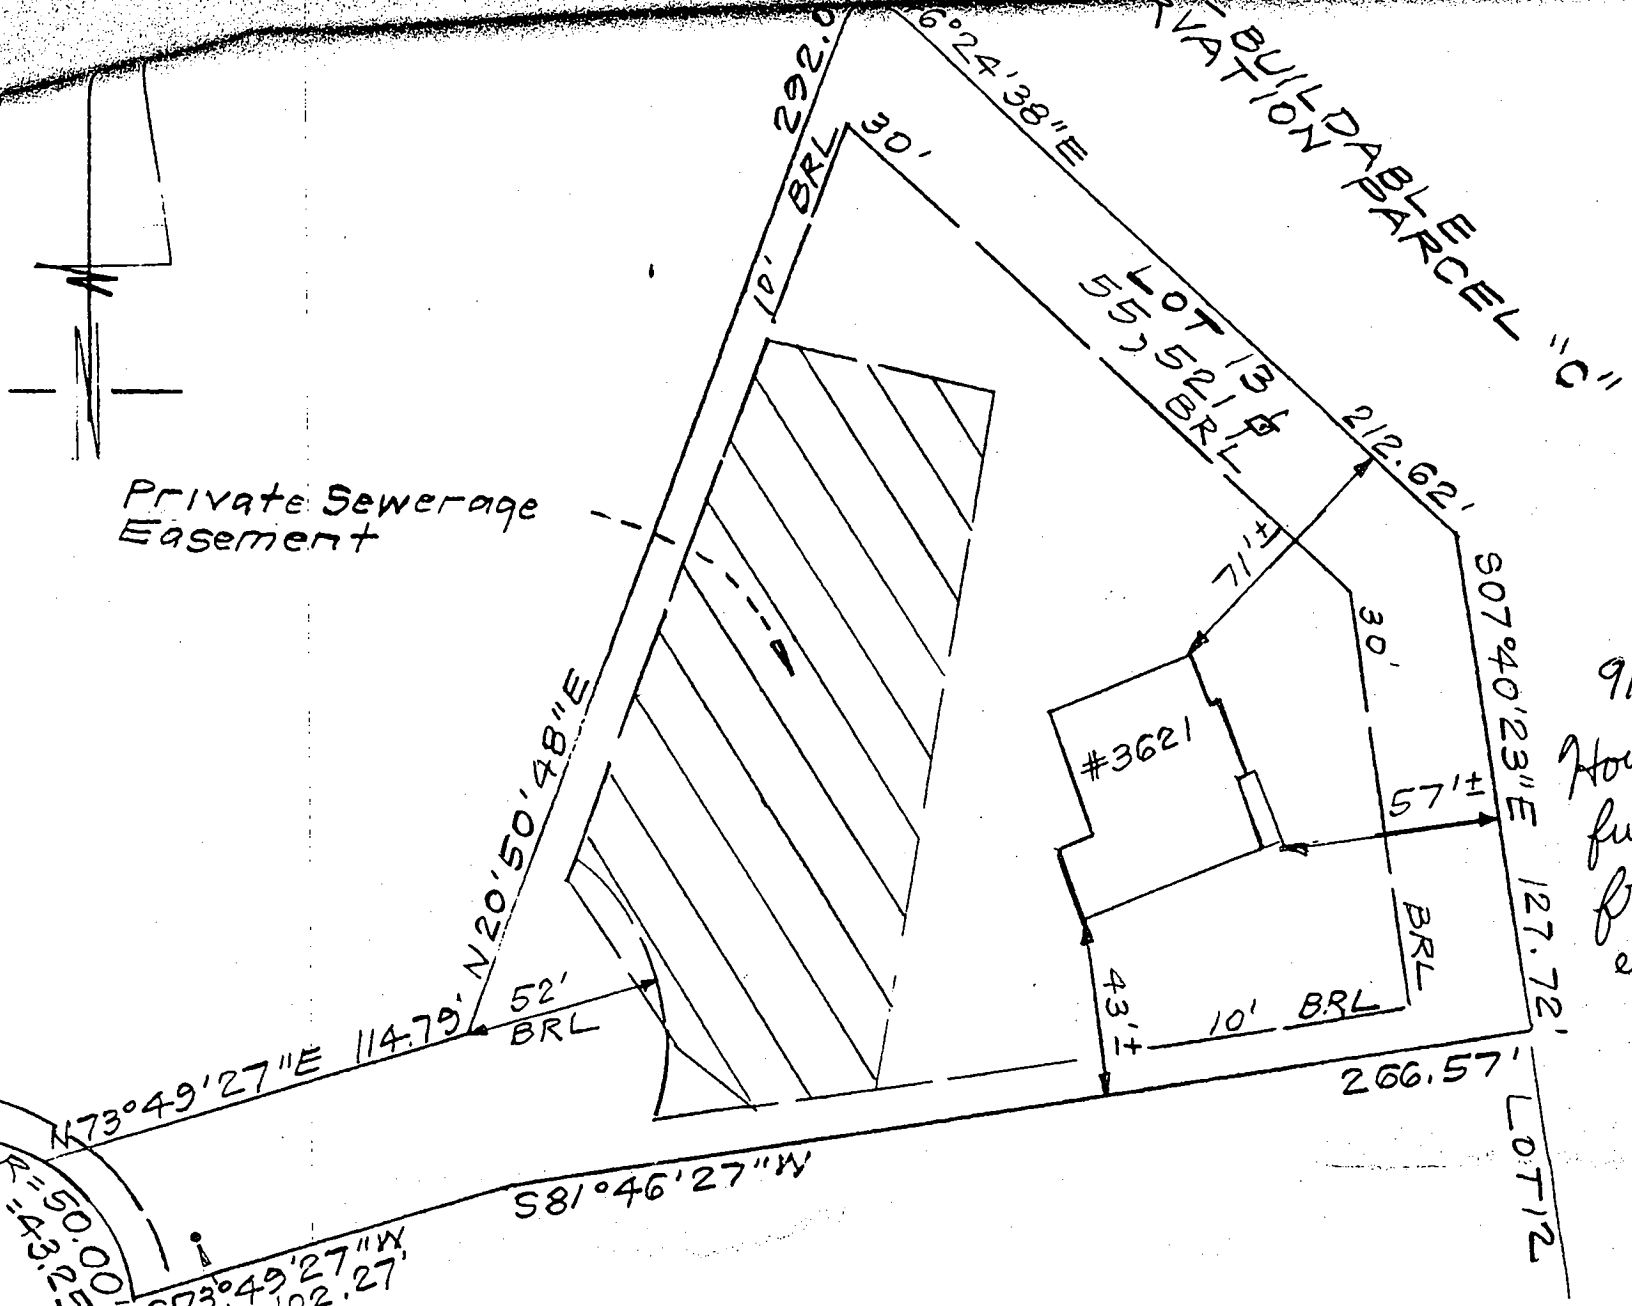 292.0
6°24'38"E
BUILDABLE
RVATION PARCEL "C"
30'
BRL
10'
LOT 13
55,521
BRL
212.62'
Private Sewerage
Easement
71'±
S07°40'23"E 127.72'
30'
#3621
57'±
N20°50'48"E
BRL
52'
BRL
43'±
10' BRL
N73°49'27"E 114.79'
266.57'
S81°46'27"W
LOT 12
R=50.00'
=43.25
S73°49'27"W
102.27'